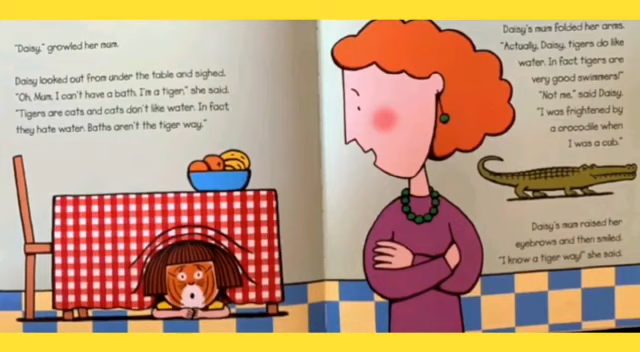 "Daisy," growled her mum.
Daisy looked out from under the table and sighed.
"Oh, Mum, I can't have a bath. I'm a tiger," she said.
"Tigers are cats and cats don't like water. In fact
they hate water. Baths aren't the tiger way."
Daisy's mum folded her arms.
"Actually, Daisy, tigers do like
water. In fact tigers are
very good swimmers!"
"Not me," said Daisy.
"I was frightened by
a crocodile when
I was a cub."
Daisy's mum raised her
eyebrows and then smiled.
"I know a tiger way!" she said.